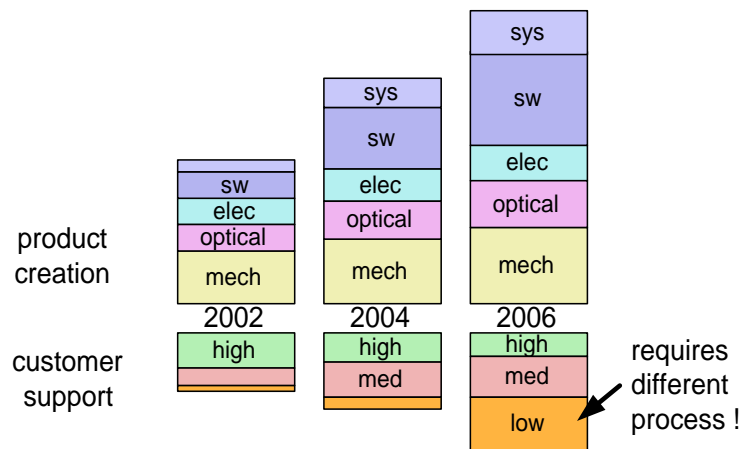 sys
sw
elec
optical
mech
sys
sw
elec
optical
mech
sw
elec
optical
mech
product
creation
2002
2004
2006
customer
support
high
high
med
high
med
low
requires
different
process !